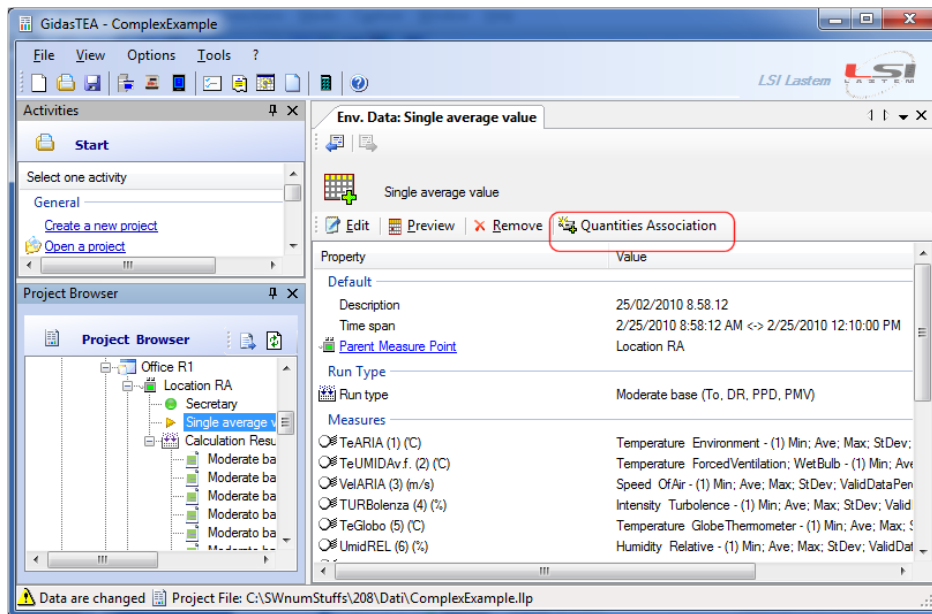 GidasTEA - ComplexExample
File View Options Tools ?
LSI Lastem
LSI
LASTEM
Activities
Start
Select one activity
General
Create a new project
Open a project
Project Browser
Project Browser
Office R1
Location RA
Secretary
Single average v
Calculation Resu
Moderate ba
Moderate ba
Moderate ba
Moderato ba
Moderato ba
Moderate ba
Env. Data: Single average value
Single average value
Edit Preview Remove Quantities Association
Property Value
Default
Description 25/02/2010 8.58.12
Time span 2/25/2010 8:58:12 AM <-> 2/25/2010 12:10:00 PM
Parent Measure Point Location RA
Run Type
Run type Moderate base (To, DR, PPD, PMV)
Measures
TeARIA (1) (°C) Temperature Environment - (1) Min; Ave; Max; StDev;
TeUMIDAv.f. (2) (°C) Temperature ForcedVentilation; WetBulb - (1) Min; Ave
VelARIA (3) (m/s) Speed OfAir - (1) Min; Ave; Max; StDev; ValidDataPer
TURBolenza (4) (%) Intensity Turbolence - (1) Min; Ave; Max; StDev; Valid
TeGlobo (5) (°C) Temperature GlobeThermometer - (1) Min; Ave; Max; S
UmidREL (6) (%) Humidity Relative - (1) Min; Ave; Max; StDev; ValidDat
Data are changed Project File: C:\SWnumStuffs\208\Dati\ComplexExample.llp